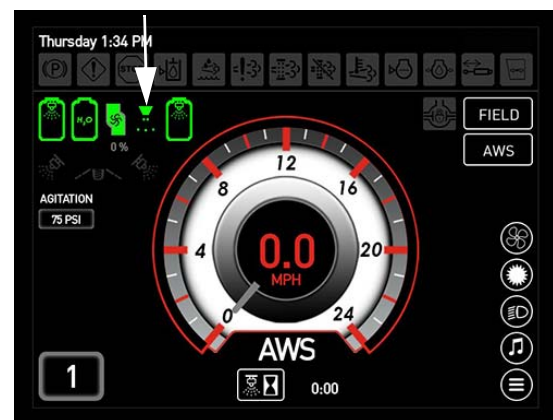 Thursday 1:34 PM
(P)
STOP
H₂O
0 %
FIELD
AWS
AGITATION
75 PSI
0
4
8
12
16
20
24
0.0
MPH
AWS
1
0:00